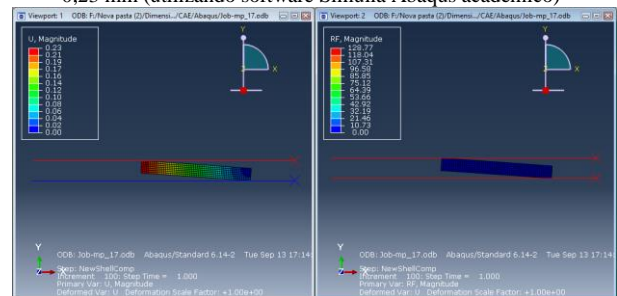 0,25 mm (utilizando software Simulia Abaqus acadêmico)
Viewport: 1 ODB: F:/Nova pasta (2)/Dimensi.../CAE/Abaqus/Job-mp_17.odb
U, Magnitude
0.23
0.21
0.19
0.17
0.16
0.14
0.12
0.10
0.08
0.06
0.04
0.02
0.00
Y
X
Y
Z
ODB: Job-mp_17.odb Abaqus/Standard 6.14-2 Tue Sep 13 17:14
Step: NewShellComp
Increment 100: Step Time = 1.000
Primary Var: U, Magnitude
Deformed Var: U Deformation Scale Factor: +1.00e+00
Viewport: 2 ODB: F:/Nova pasta (2)/Dimensi.../CAE/Abaqus/Job-mp_17.odb
RF, Magnitude
128.77
118.04
107.31
96.58
85.85
75.12
64.39
53.66
42.92
32.19
21.46
10.73
0.00
Y
X
Y
Z
ODB: Job-mp_17.odb Abaqus/Standard 6.14-2 Tue Sep 13 17:14
Step: NewShellComp
Increment 100: Step Time = 1.000
Primary Var: RF, Magnitude
Deformed Var: U Deformation Scale Factor: +1.00e+00